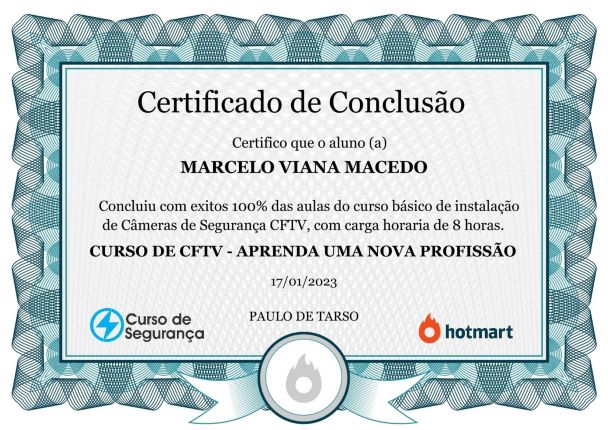 Certificado de Conclusão
Certifico que o aluno (a)
MARCELO VIANA MACEDO
Concluiu com exitos 100% das aulas do curso básico de instalação
de Câmeras de Segurança CFTV, com carga horaria de 8 horas.
CURSO DE CFTV - APRENDA UMA NOVA PROFISSÃO
17/01/2023
PAULO DE TARSO
Curso de
Segurança
hotmart